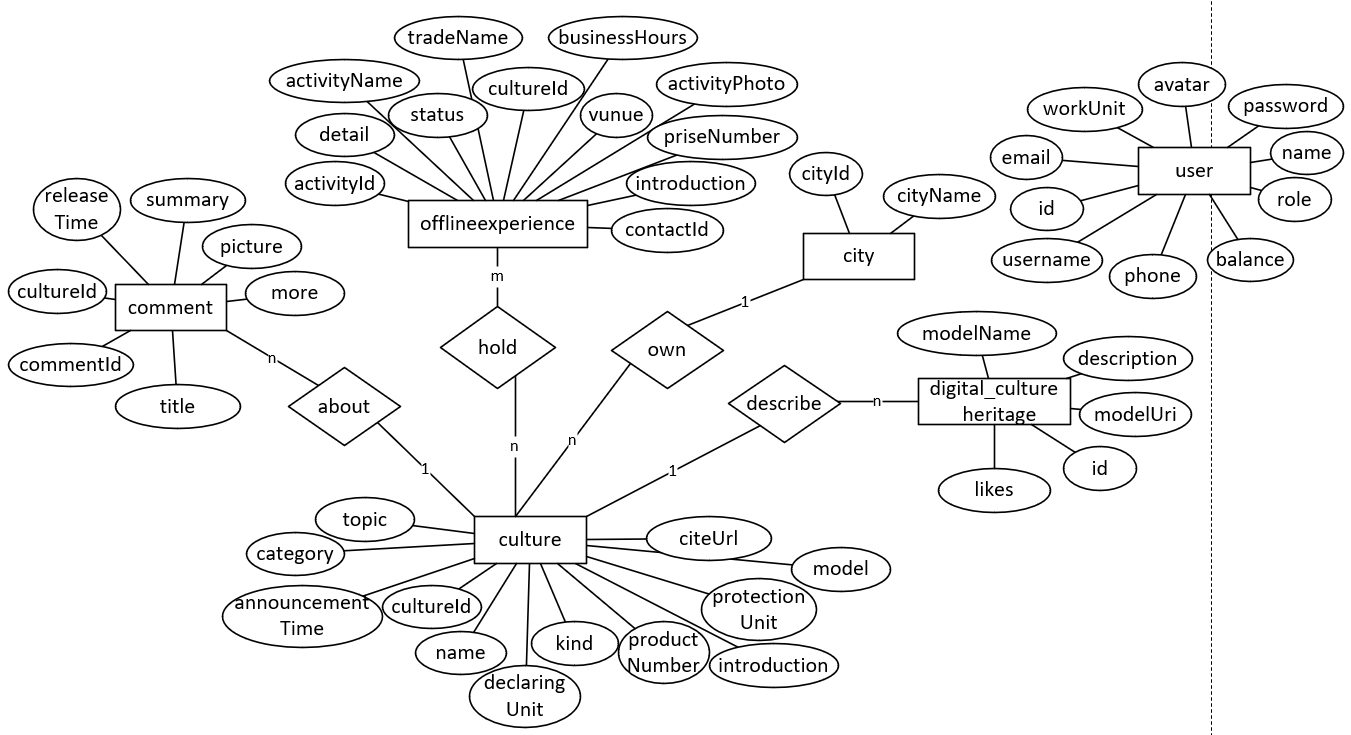 tradeName
businessHours
activityName
cultureId
activityPhoto
status
vunue
detail
priseNumber
activityId
introduction
offlineexperience
contactId
avatar
workUnit
password
email
user
name
id
role
username
phone
balance
cityId
cityName
city
release
Time
summary
picture
cultureId
comment
more
commentId
title
m
hold
1
own
n
about
modelName
description
digital_culture
heritage
modelUri
describe
n
id
likes
n
n
1
1
topic
culture
citeUrl
category
model
announcement
Time
cultureId
protection
Unit
name
kind
product
Number
introduction
declaring
Unit